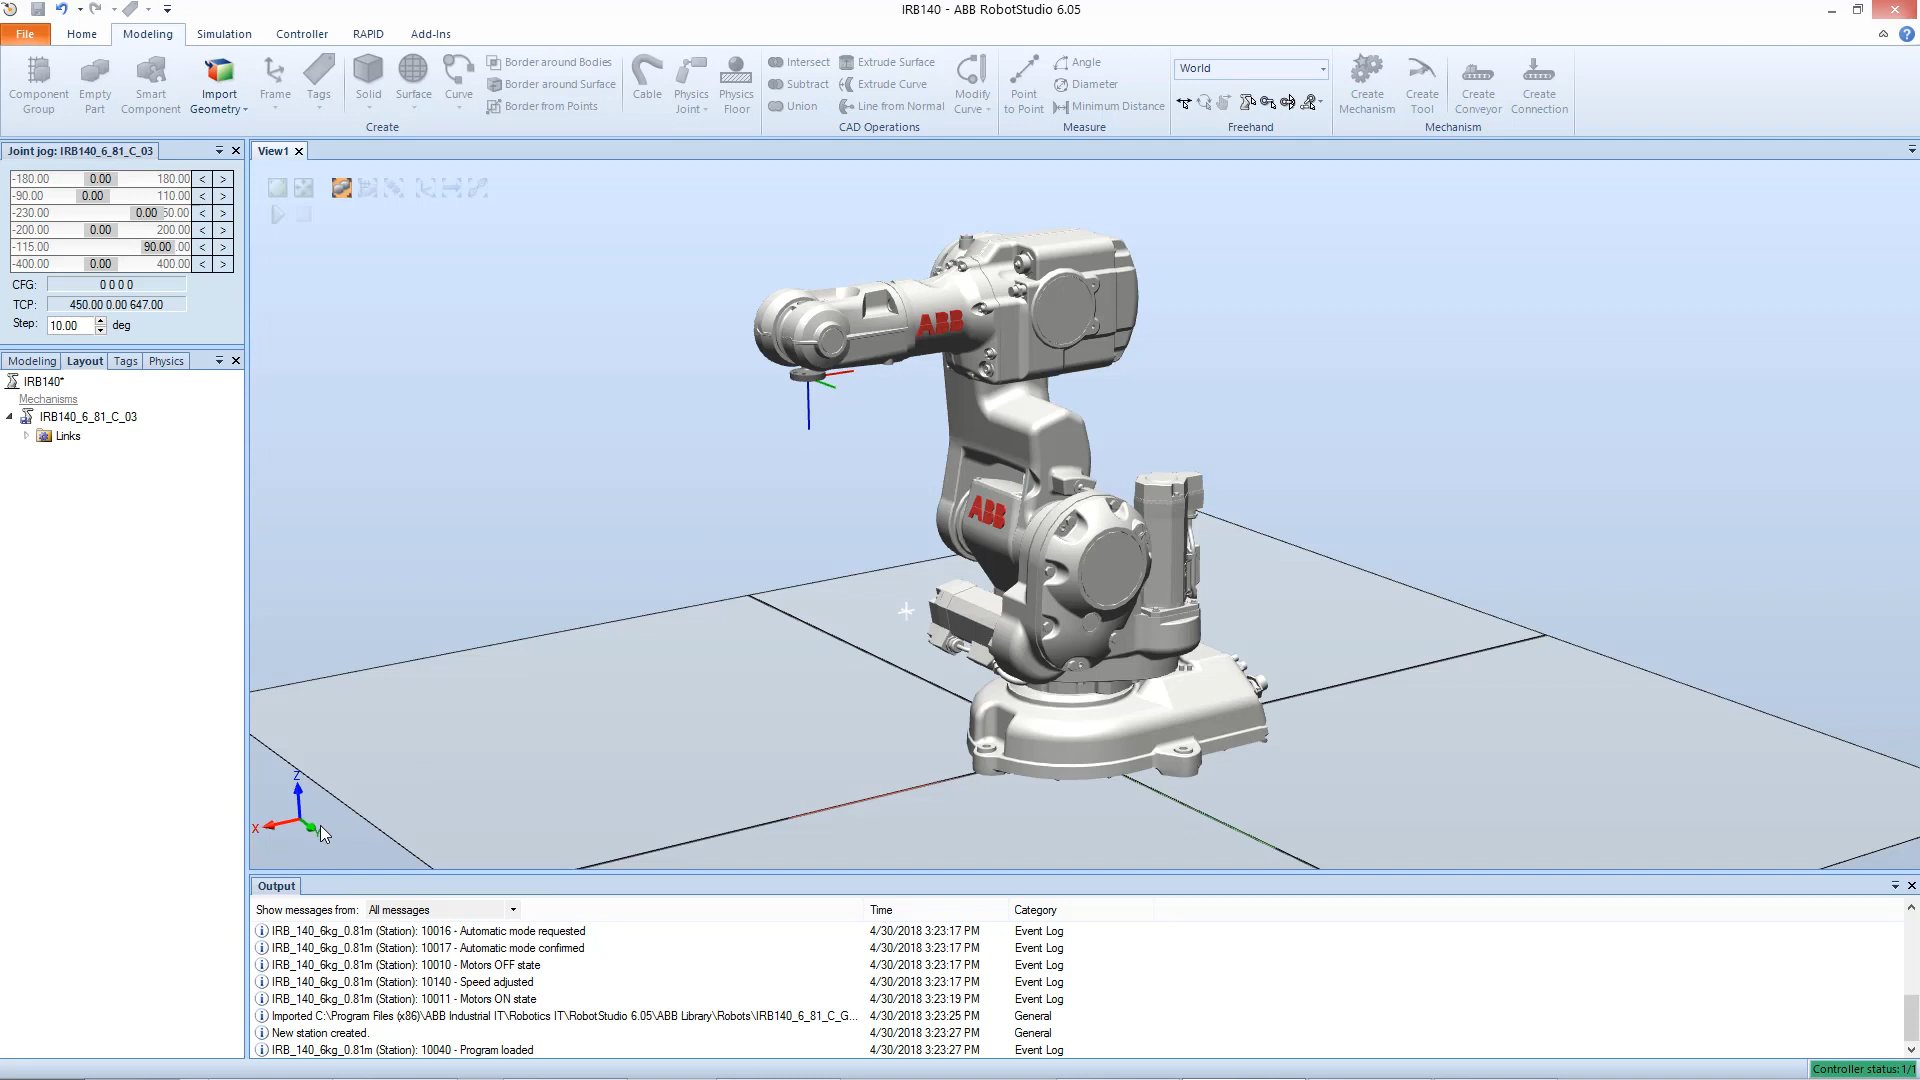 IRB140 - ABB RobotStudio 6.05
File Home Modeling Simulation Controller RAPID Add-Ins
Component Group
Empty Part
Smart Component
Import Geometry
Frame
Tags
Solid
Surface
Curve
Border around Bodies
Border around Surface
Border from Points
Create
Cable
Physics Joint
Physics Floor
Intersect
Subtract
Union
Extrude Surface
Extrude Curve
Line from Normal
Modify Curve
CAD Operations
Point to Point
Angle
Diameter
Minimum Distance
Measure
World
Freehand
Create Mechanism
Create Tool
Create Conveyor
Create Connection
Mechanism
Joint jog: IRB140_6_81_C_03
-180.00 0.00 180.00 < >
-90.00 0.00 110.00 < >
-230.00 0.00 50.00 < >
-200.00 0.00 200.00 < >
-115.00 90.00 .00 < >
-400.00 0.00 400.00 < >
CFG: 0 0 0 0
TCP: 450.00 0.00 647.00
Step: 10.00 deg
Modeling Layout Tags Physics
IRB140*
Mechanisms
IRB140_6_81_C_03
Links
View1
ABB
ABB
Z
X
Output
Show messages from: All messages Time Category
IRB_140_6kg_0.81m (Station): 10016 - Automatic mode requested 4/30/2018 3:23:17 PM Event Log
IRB_140_6kg_0.81m (Station): 10017 - Automatic mode confirmed 4/30/2018 3:23:17 PM Event Log
IRB_140_6kg_0.81m (Station): 10010 - Motors OFF state 4/30/2018 3:23:17 PM Event Log
IRB_140_6kg_0.81m (Station): 10140 - Speed adjusted 4/30/2018 3:23:17 PM Event Log
IRB_140_6kg_0.81m (Station): 10011 - Motors ON state 4/30/2018 3:23:19 PM Event Log
Imported C:\Program Files (x86)\ABB Industrial IT\Robotics IT\RobotStudio 6.05\ABB Library\Robots\IRB140_6_81_C_G... 4/30/2018 3:23:25 PM General
New station created. 4/30/2018 3:23:27 PM General
IRB_140_6kg_0.81m (Station): 10040 - Program loaded 4/30/2018 3:23:27 PM Event Log
Controller status: 1/1